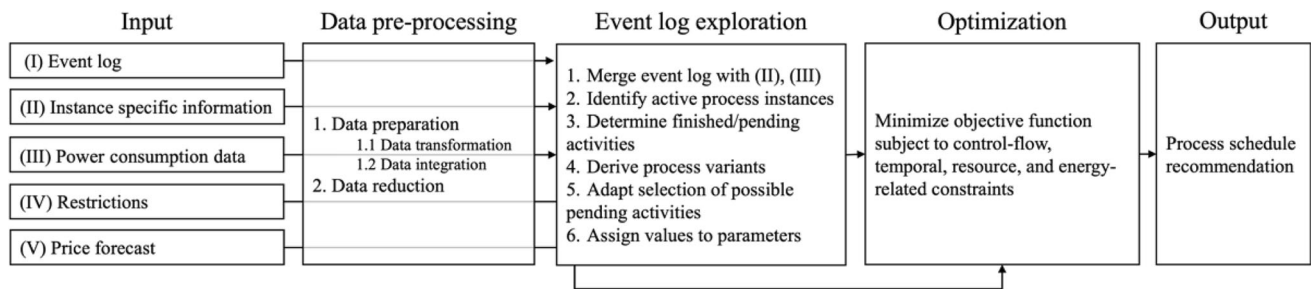 Input
Data pre-processing
Event log exploration
Optimization
Output
(I) Event log
(II) Instance specific information
(III) Power consumption data
(IV) Restrictions
(V) Price forecast
1. Data preparation
1.1 Data transformation
1.2 Data integration
2. Data reduction
1. Merge event log with (II), (III)
2. Identify active process instances
3. Determine finished/pending
activities
4. Derive process variants
5. Adapt selection of possible
pending activities
6. Assign values to parameters
Minimize objective function
subject to control-flow,
temporal, resource, and energy-
related constraints
Process schedule
recommendation